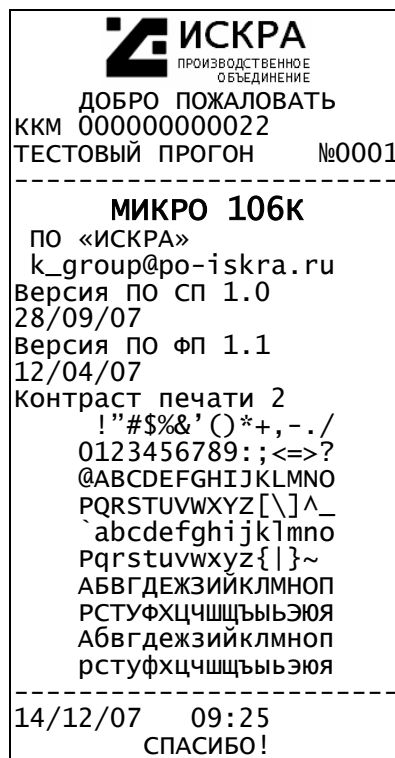 ИСКРА
ПРОИЗВОДСТВЕННОЕ
ОБЪЕДИНЕНИЕ
ДОБРО ПОЖАЛОВАТЬ
ККМ 000000000022
ТЕСТОВЫЙ ПРОГОН №0001
------------------------
МИКРО 106К
ПО «ИСКРА»
k_group@po-iskra.ru
Версия ПО СП 1.0
28/09/07
Версия ПО ФП 1.1
12/04/07
Контраст печати 2
!”#$%&’()*+,-./
0123456789:;<=>?
@ABCDEFGHIJKLMNO
PQRSTUVWXYZ[\]^_
`abcdefghijklmno
Pqrstuvwxyz{|}~
АБВГДЕЖЗИЙКЛМНОП
РСТУФХЦЧШЩЪЫЬЭЮЯ
Абвгдежзийклмноп
рстуфхцчшщъыьэюя
------------------------
14/12/07 09:25
СПАСИБО!